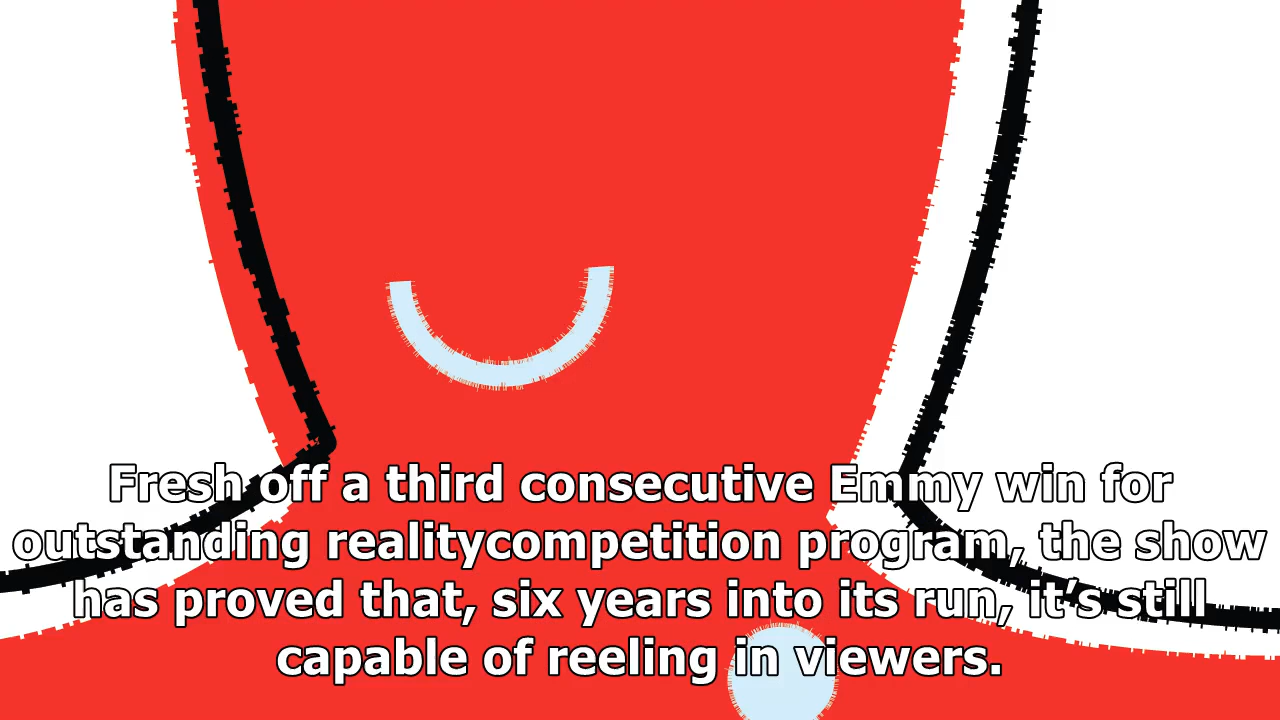 Fresh off a third consecutive Emmy win for
outstanding realitycompetition program, the show
has proved that, six years into its run, it's still
capable of reeling in viewers.